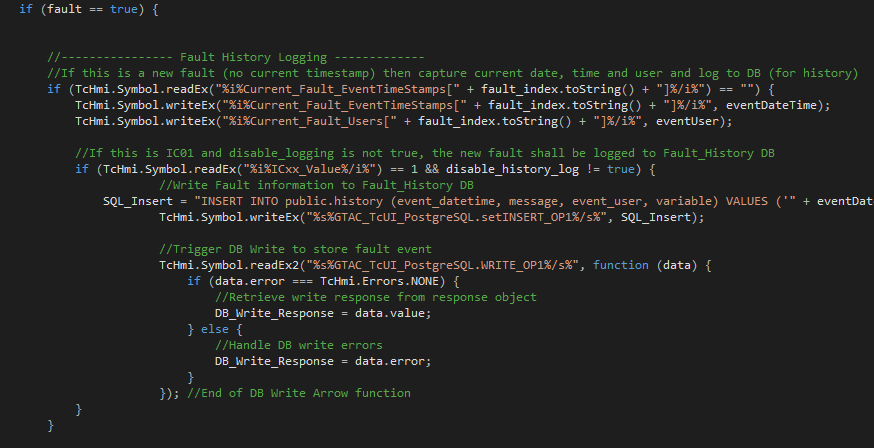 if (fault == true) {
//---------------- Fault History Logging -------------
//If this is a new fault (no current timestamp) then capture current date, time and user and log to DB (for history)
if (TcHmi.Symbol.readEx("%i%Current_Fault_EventTimeStamps[" + fault_index.toString() + "]%/i%") == "") {
TcHmi.Symbol.writeEx("%i%Current_Fault_EventTimeStamps[" + fault_index.toString() + "]%/i%", eventDateTime);
TcHmi.Symbol.writeEx("%i%Current_Fault_Users[" + fault_index.toString() + "]%/i%", eventUser);
//If this is IC01 and disable_logging is not true, the new fault shall be logged to Fault_History DB
if (TcHmi.Symbol.readEx("%i%ICxx_Value%/i%") == 1 && disable_history_log != true) {
//Write Fault information to Fault_History DB
SQL_Insert = "INSERT INTO public.history (event_datetime, message, event_user, variable) VALUES ('" + eventDat
TcHmi.Symbol.writeEx("%s%GTAC_TcUI_PostgreSQL.setINSERT_OP1%/s%", SQL_Insert);
//Trigger DB Write to store fault event
TcHmi.Symbol.readEx2("%s%GTAC_TcUI_PostgreSQL.WRITE_OP1%/s%", function (data) {
if (data.error === TcHmi.Errors.NONE) {
//Retrieve write response from response object
DB_Write_Response = data.value;
} else {
//Handle DB write errors
DB_Write_Response = data.error;
}
}); //End of DB Write Arrow function
}
}